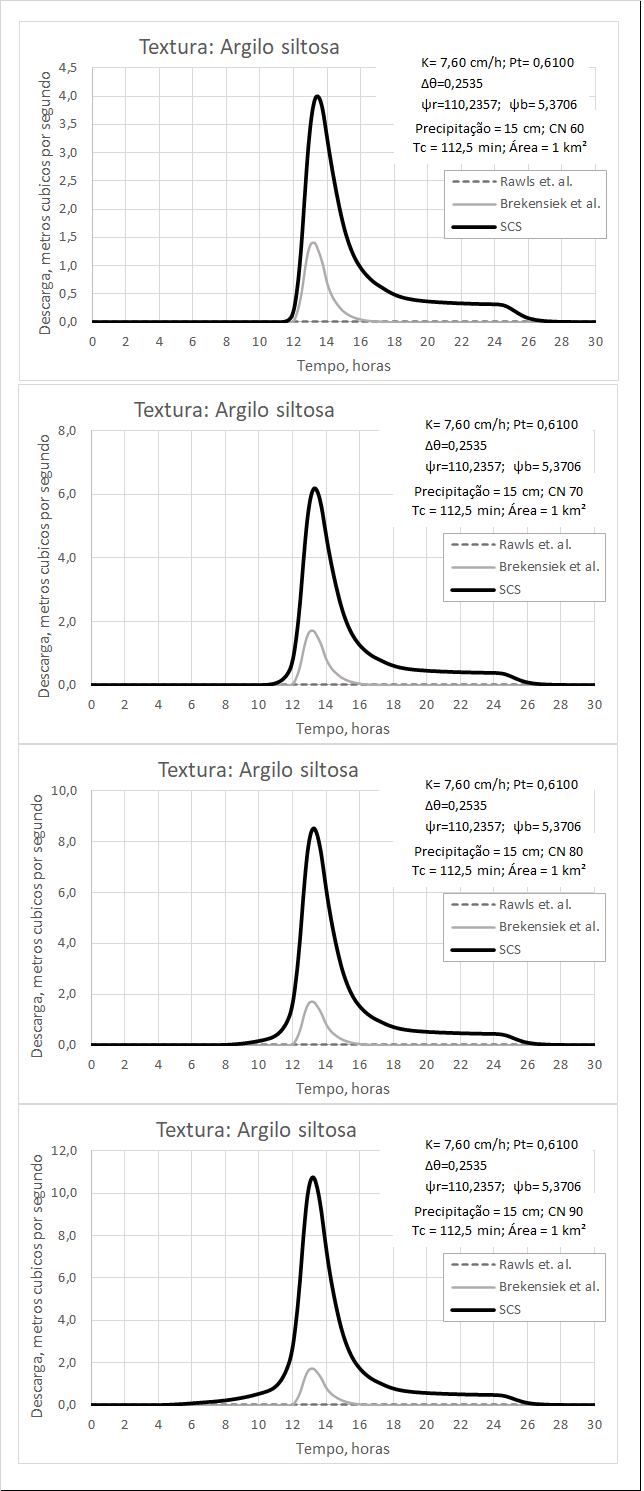 Textura: Argilo siltosa
K= 7,60 cm/h; Pt= 0,6100
Δθ=0,2535
ψr=110,2357; ψb= 5,3706
Precipitação = 15 cm; CN 60
Tc = 112,5 min; Área = 1 km²
Rawls et. al.
Brekensiek et al.
SCS
Descarga, metros cubicos por segundo
4,5
4,0
3,5
3,0
2,5
2,0
1,5
1,0
0,5
0,0
0 2 4 6 8 10 12 14 16 18 20 22 24 26 28 30
Tempo, horas
Textura: Argilo siltosa
K= 7,60 cm/h; Pt= 0,6100
Δθ=0,2535
ψr=110,2357; ψb= 5,3706
Precipitação = 15 cm; CN 70
Tc = 112,5 min; Área = 1 km²
Rawls et. al.
Brekensiek et al.
SCS
Descarga, metros cubicos por segundo
8,0
6,0
4,0
2,0
0,0
0 2 4 6 8 10 12 14 16 18 20 22 24 26 28 30
Tempo, horas
Textura: Argilo siltosa
K= 7,60 cm/h; Pt= 0,6100
Δθ=0,2535
ψr=110,2357; ψb= 5,3706
Precipitação = 15 cm; CN 80
Tc = 112,5 min; Área = 1 km²
Rawls et. al.
Brekensiek et al.
SCS
Descarga, metros cubicos por segundo
10,0
8,0
6,0
4,0
2,0
0,0
0 2 4 6 8 10 12 14 16 18 20 22 24 26 28 30
Tempo, horas
Textura: Argilo siltosa
K= 7,60 cm/h; Pt= 0,6100
Δθ=0,2535
ψr=110,2357; ψb= 5,3706
Precipitação = 15 cm; CN 90
Tc = 112,5 min; Área = 1 km²
Rawls et. al.
Brekensiek et al.
SCS
Descarga, metros cubicos por segundo
12,0
10,0
8,0
6,0
4,0
2,0
0,0
0 2 4 6 8 10 12 14 16 18 20 22 24 26 28 30
Tempo, horas